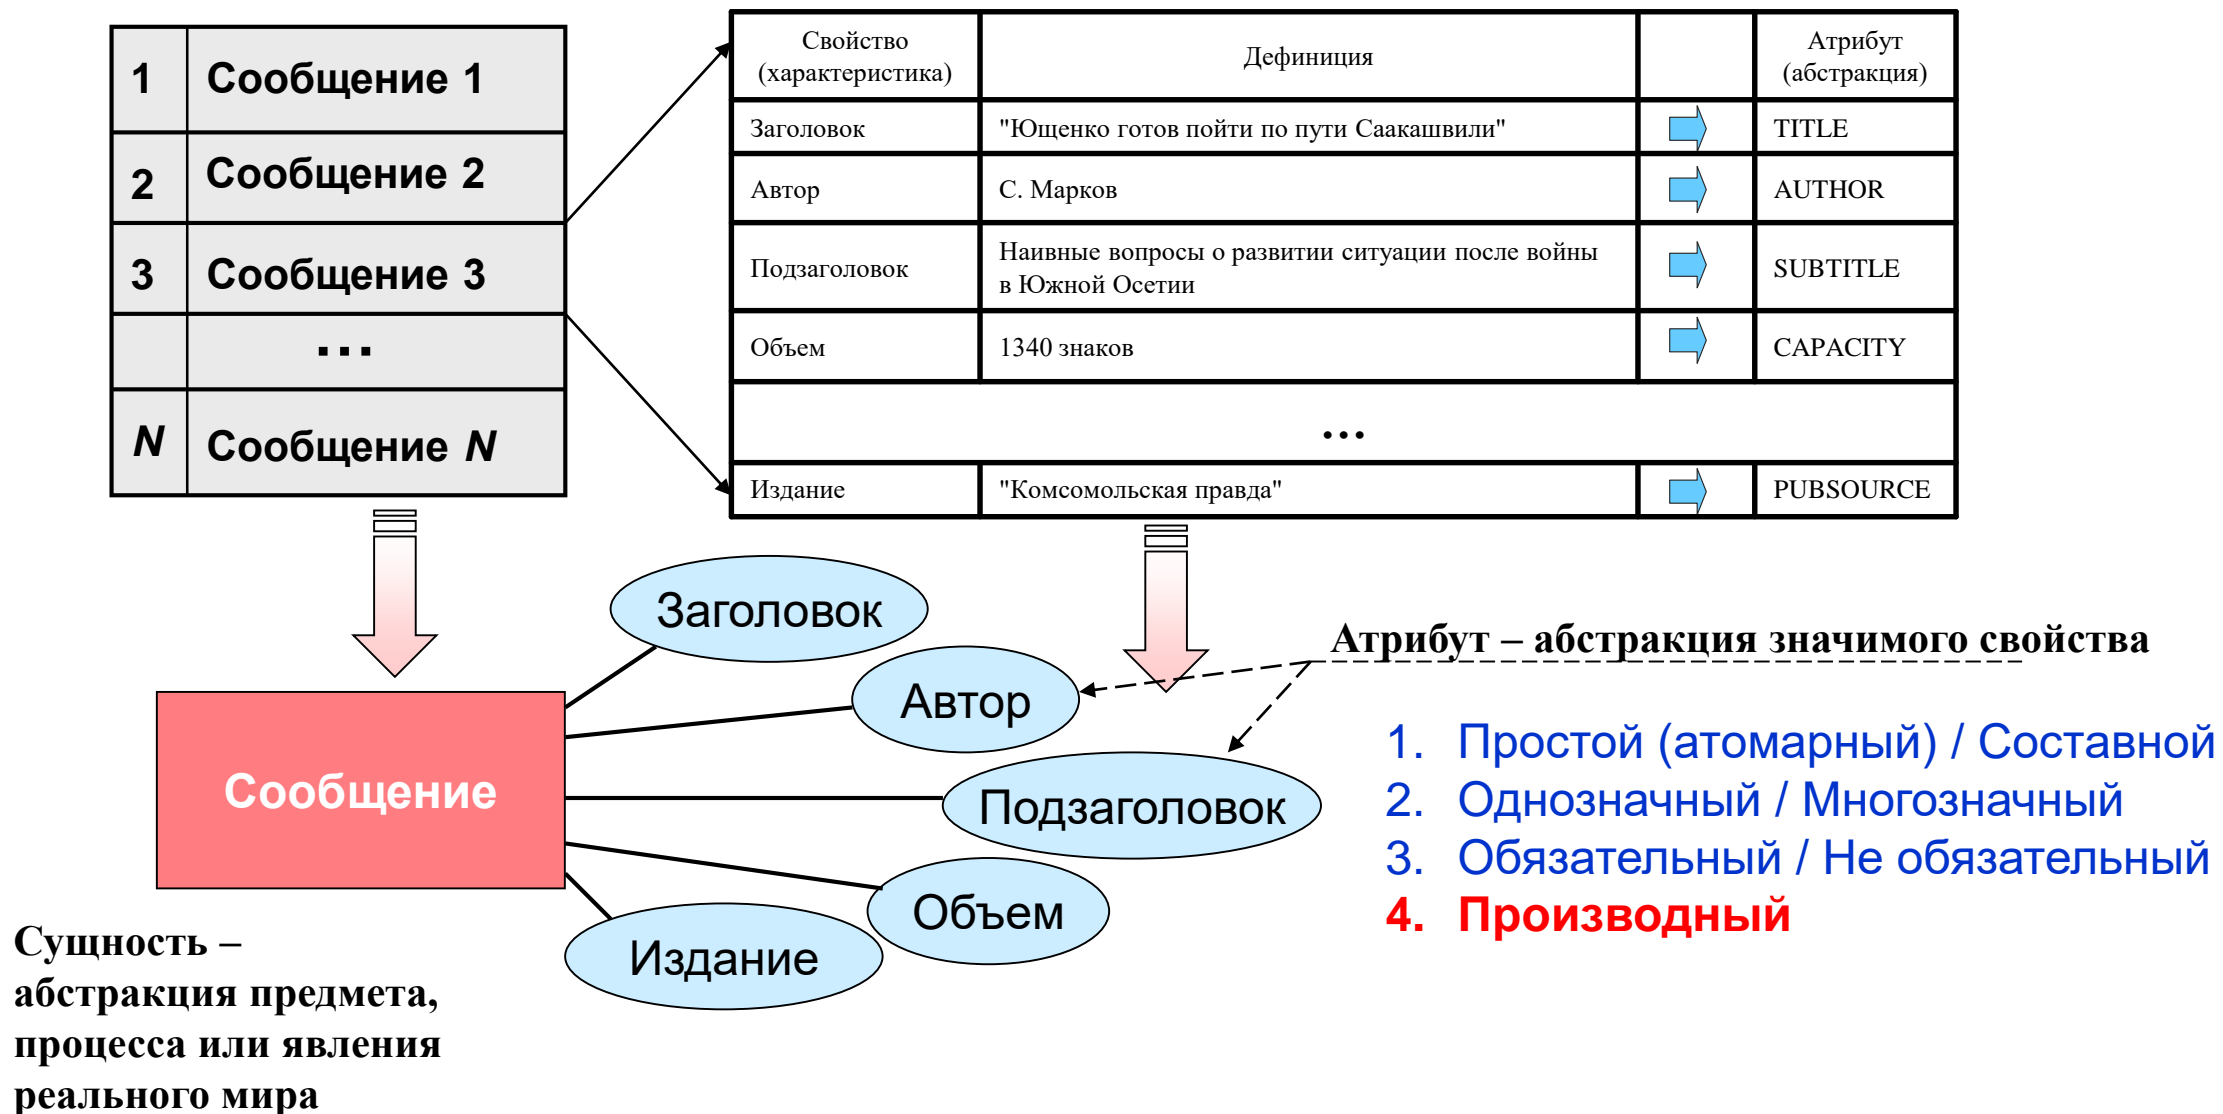 1 Сообщение 1
2 Сообщение 2
3 Сообщение 3
...
N Сообщение N
Свойство (характеристика) Дефиниция Атрибут (абстракция)
Заголовок "Ющенко готов пойти по пути Саакашвили" TITLE
Автор С. Марков AUTHOR
Подзаголовок Наивные вопросы о развитии ситуации после войны
в Южной Осетии SUBTITLE
Объем 1340 знаков CAPACITY
...
Издание "Комсомольская правда" PUBSOURCE
Заголовок
Автор
Подзаголовок
Объем
Издание
Сообщение
Атрибут – абстракция значимого свойства
1. Простой (атомарный) / Составной
2. Однозначный / Многозначный
3. Обязательный / Не обязательный
4. Производный
Сущность –
абстракция предмета,
процесса или явления
реального мира